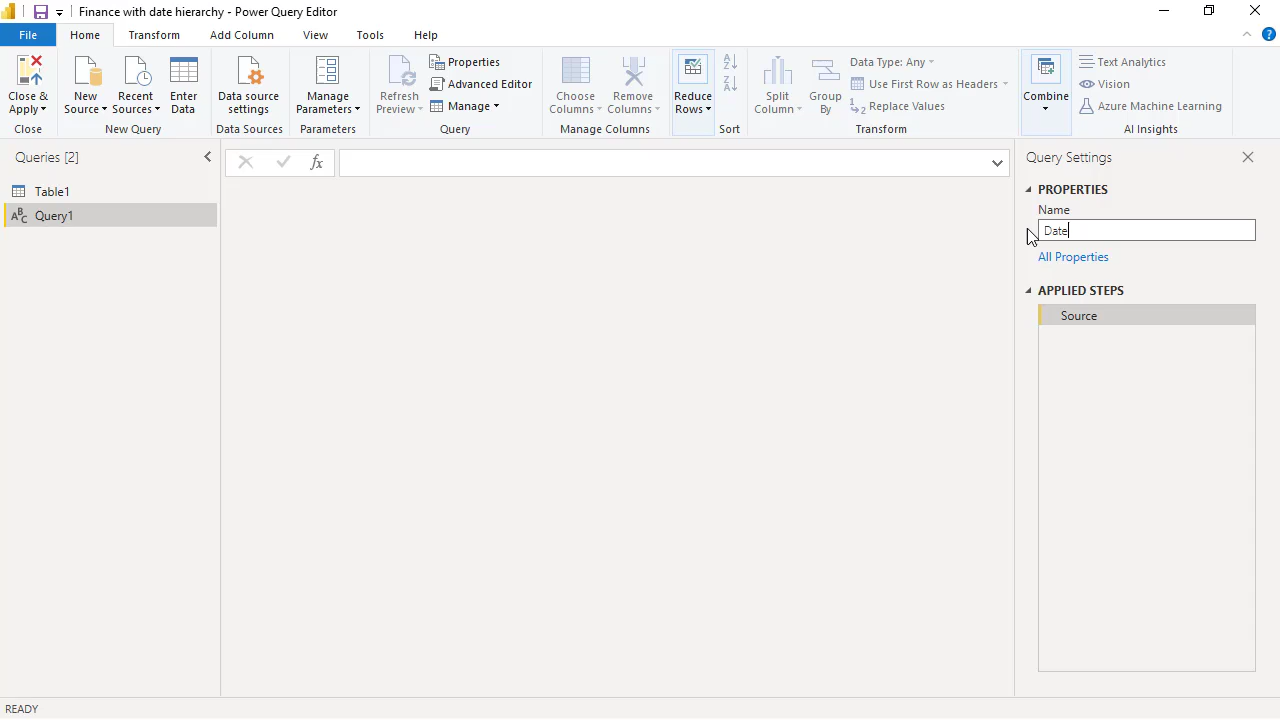 Finance with date hierarchy - Power Query Editor
File Home Transform Add Column View Tools Help
Close & Apply
Close
New Source
Recent Sources
Enter Data
New Query
Data source settings
Data Sources
Manage Parameters
Parameters
Refresh Preview
Properties
Advanced Editor
Manage
Query
Choose Columns
Remove Columns
Manage Columns
Reduce Rows
Sort
Split Column
Group By
Data Type: Any
Use First Row as Headers
Replace Values
Transform
Combine
Text Analytics
Vision
Azure Machine Learning
AI Insights
Queries [2]
Table1
Query1
fx
Query Settings
PROPERTIES
Name
Date
All Properties
APPLIED STEPS
Source
READY